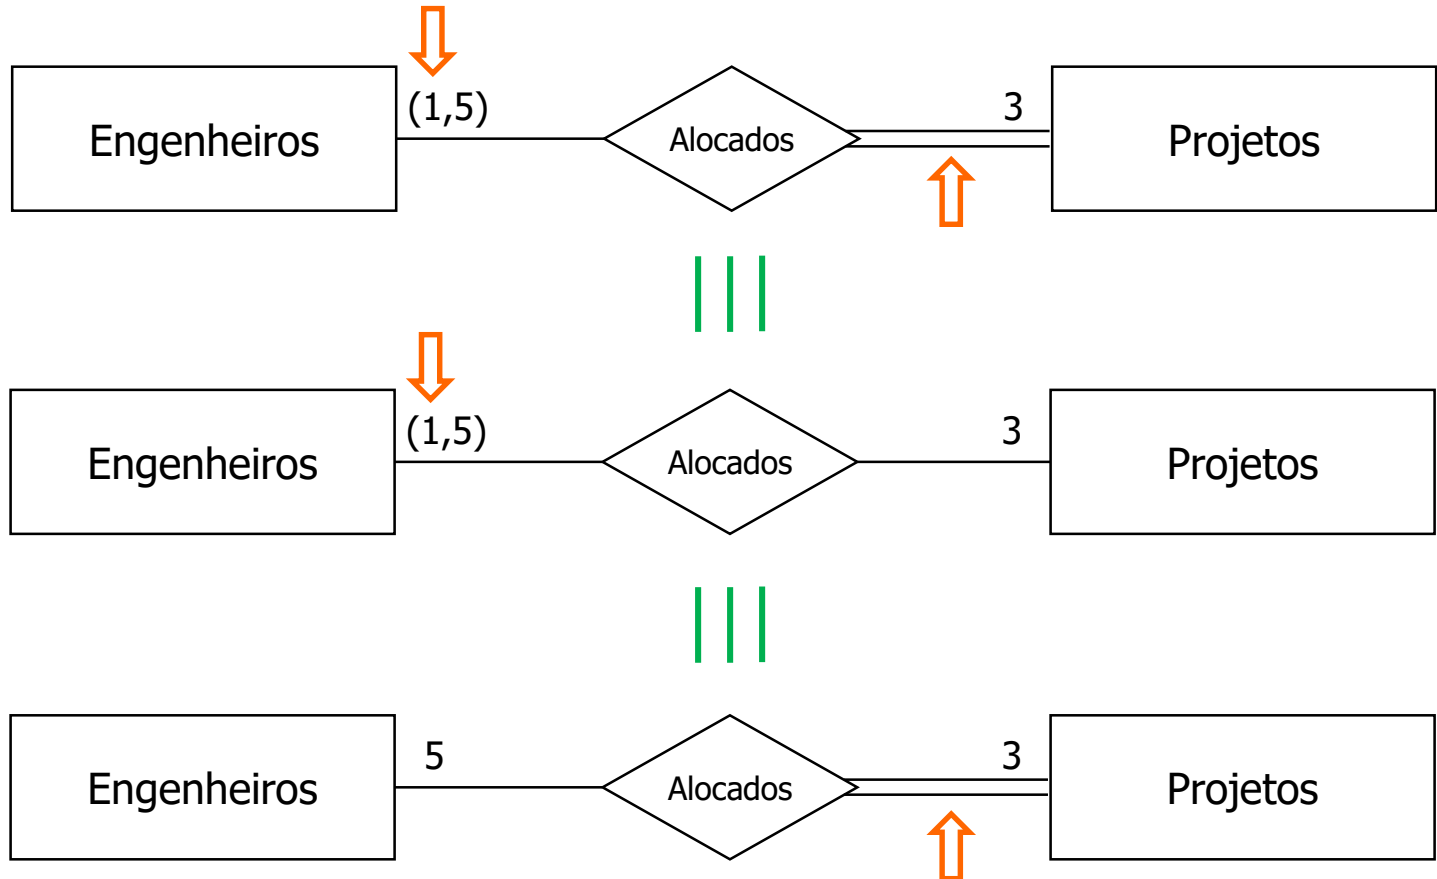 (1,5)
3
Engenheiros
Alocados
Projetos
(1,5)
3
Engenheiros
Alocados
Projetos
5
3
Engenheiros
Alocados
Projetos